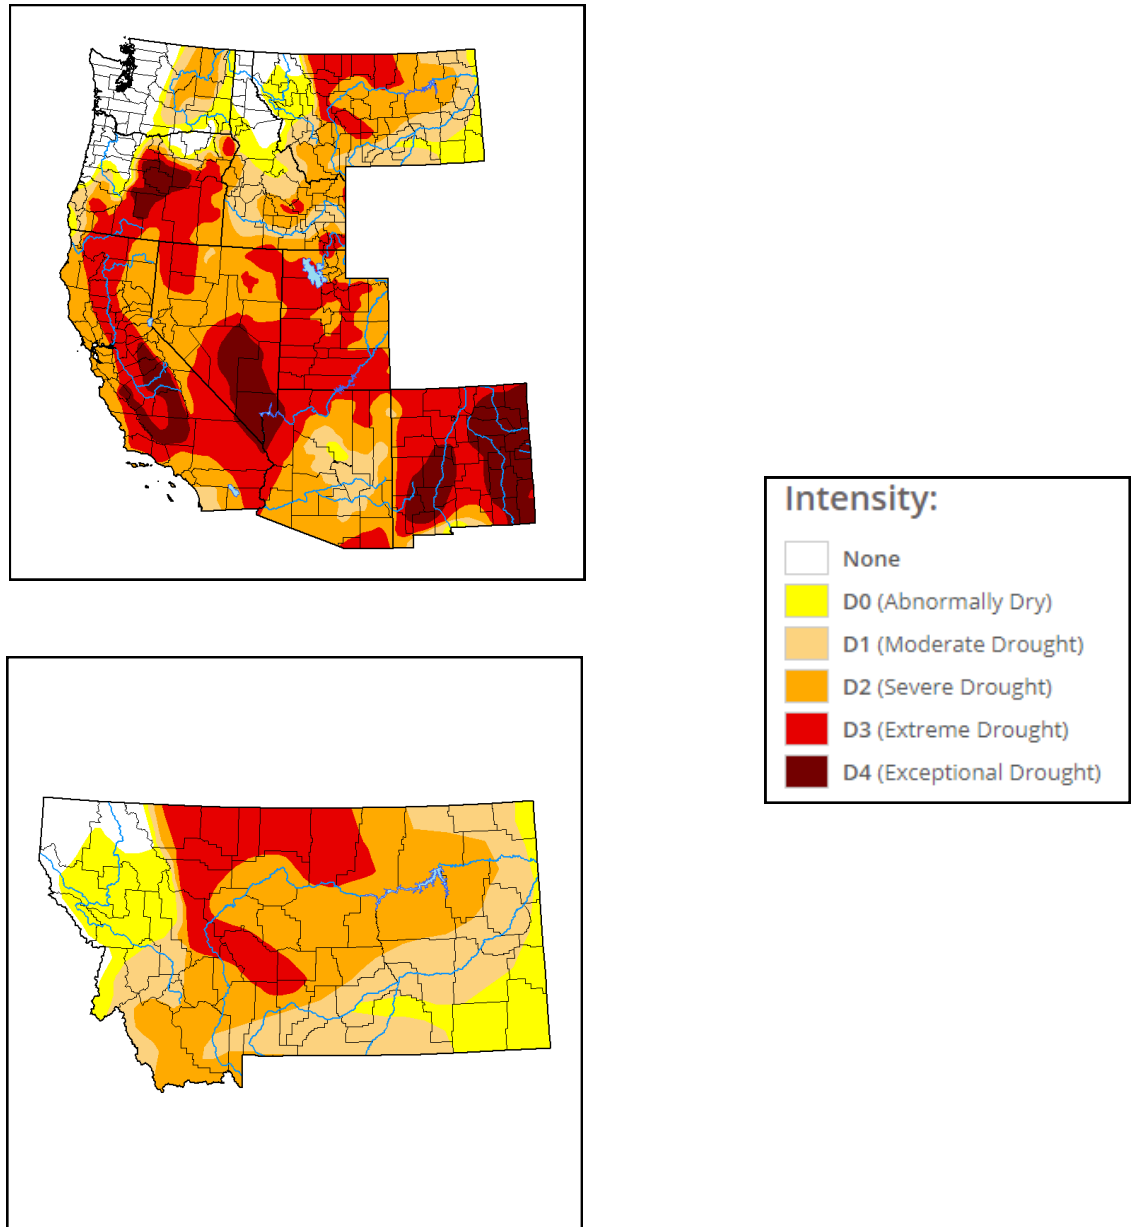 Intensity:
None
D0 (Abnormally Dry)
D1 (Moderate Drought)
D2 (Severe Drought)
D3 (Extreme Drought)
D4 (Exceptional Drought)